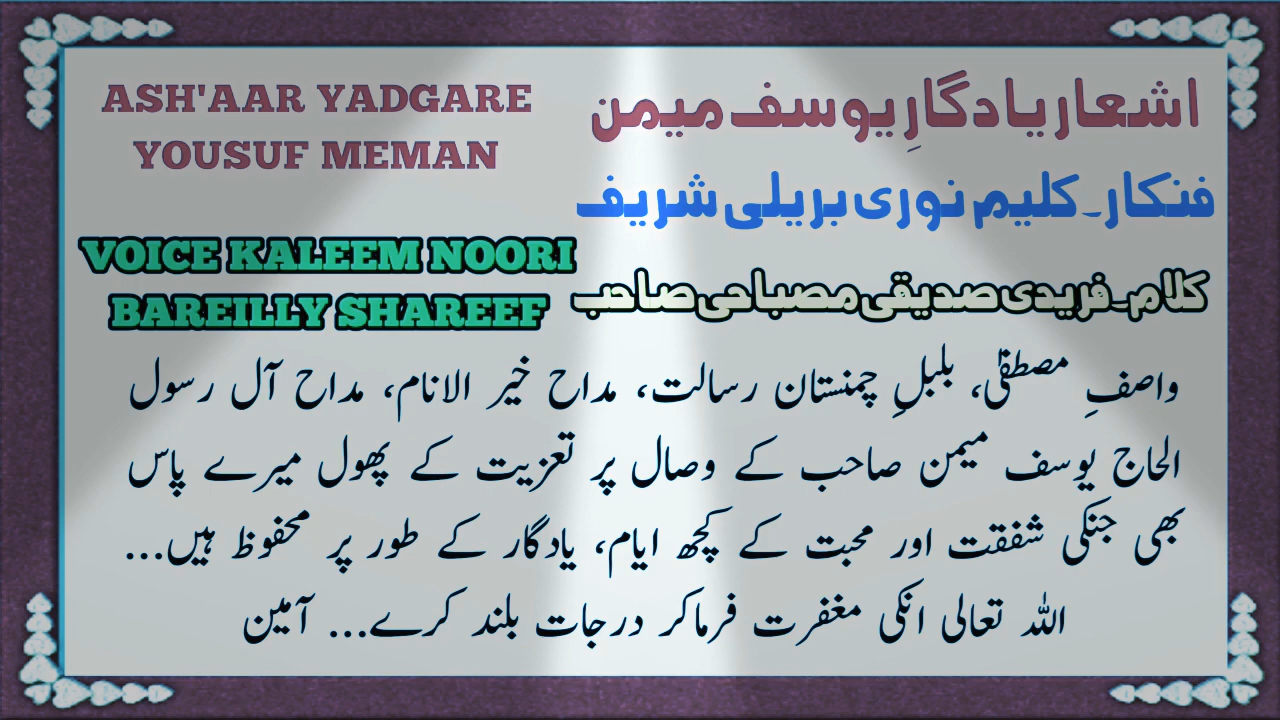 ASH'AAR YADGARE
YOUSUF MEMAN
اشعار یادگارِ یوسف میمن
فنکار۔کلیم نوری بریلی شریف
VOICE KALEEM NOORI
BAREILLY SHAREEF
کلام۔فریدی صدیقی مصباحی صاحب
واصفِ مصطفیٰ، بلبلِ چمنستان رسالت، مداح خیر الانام، مداح آل رسول
الحاج یوسف میمن صاحب کے وصال پر تعزیت کے پھول میرے پاس
بھی جنکی شفقت اور محبت کے کچھ ایام، یادگار کے طور پر محفوظ ہیں...
اللہ تعالی انکی مغفرت فرماکر درجات بلند کرے... آمین